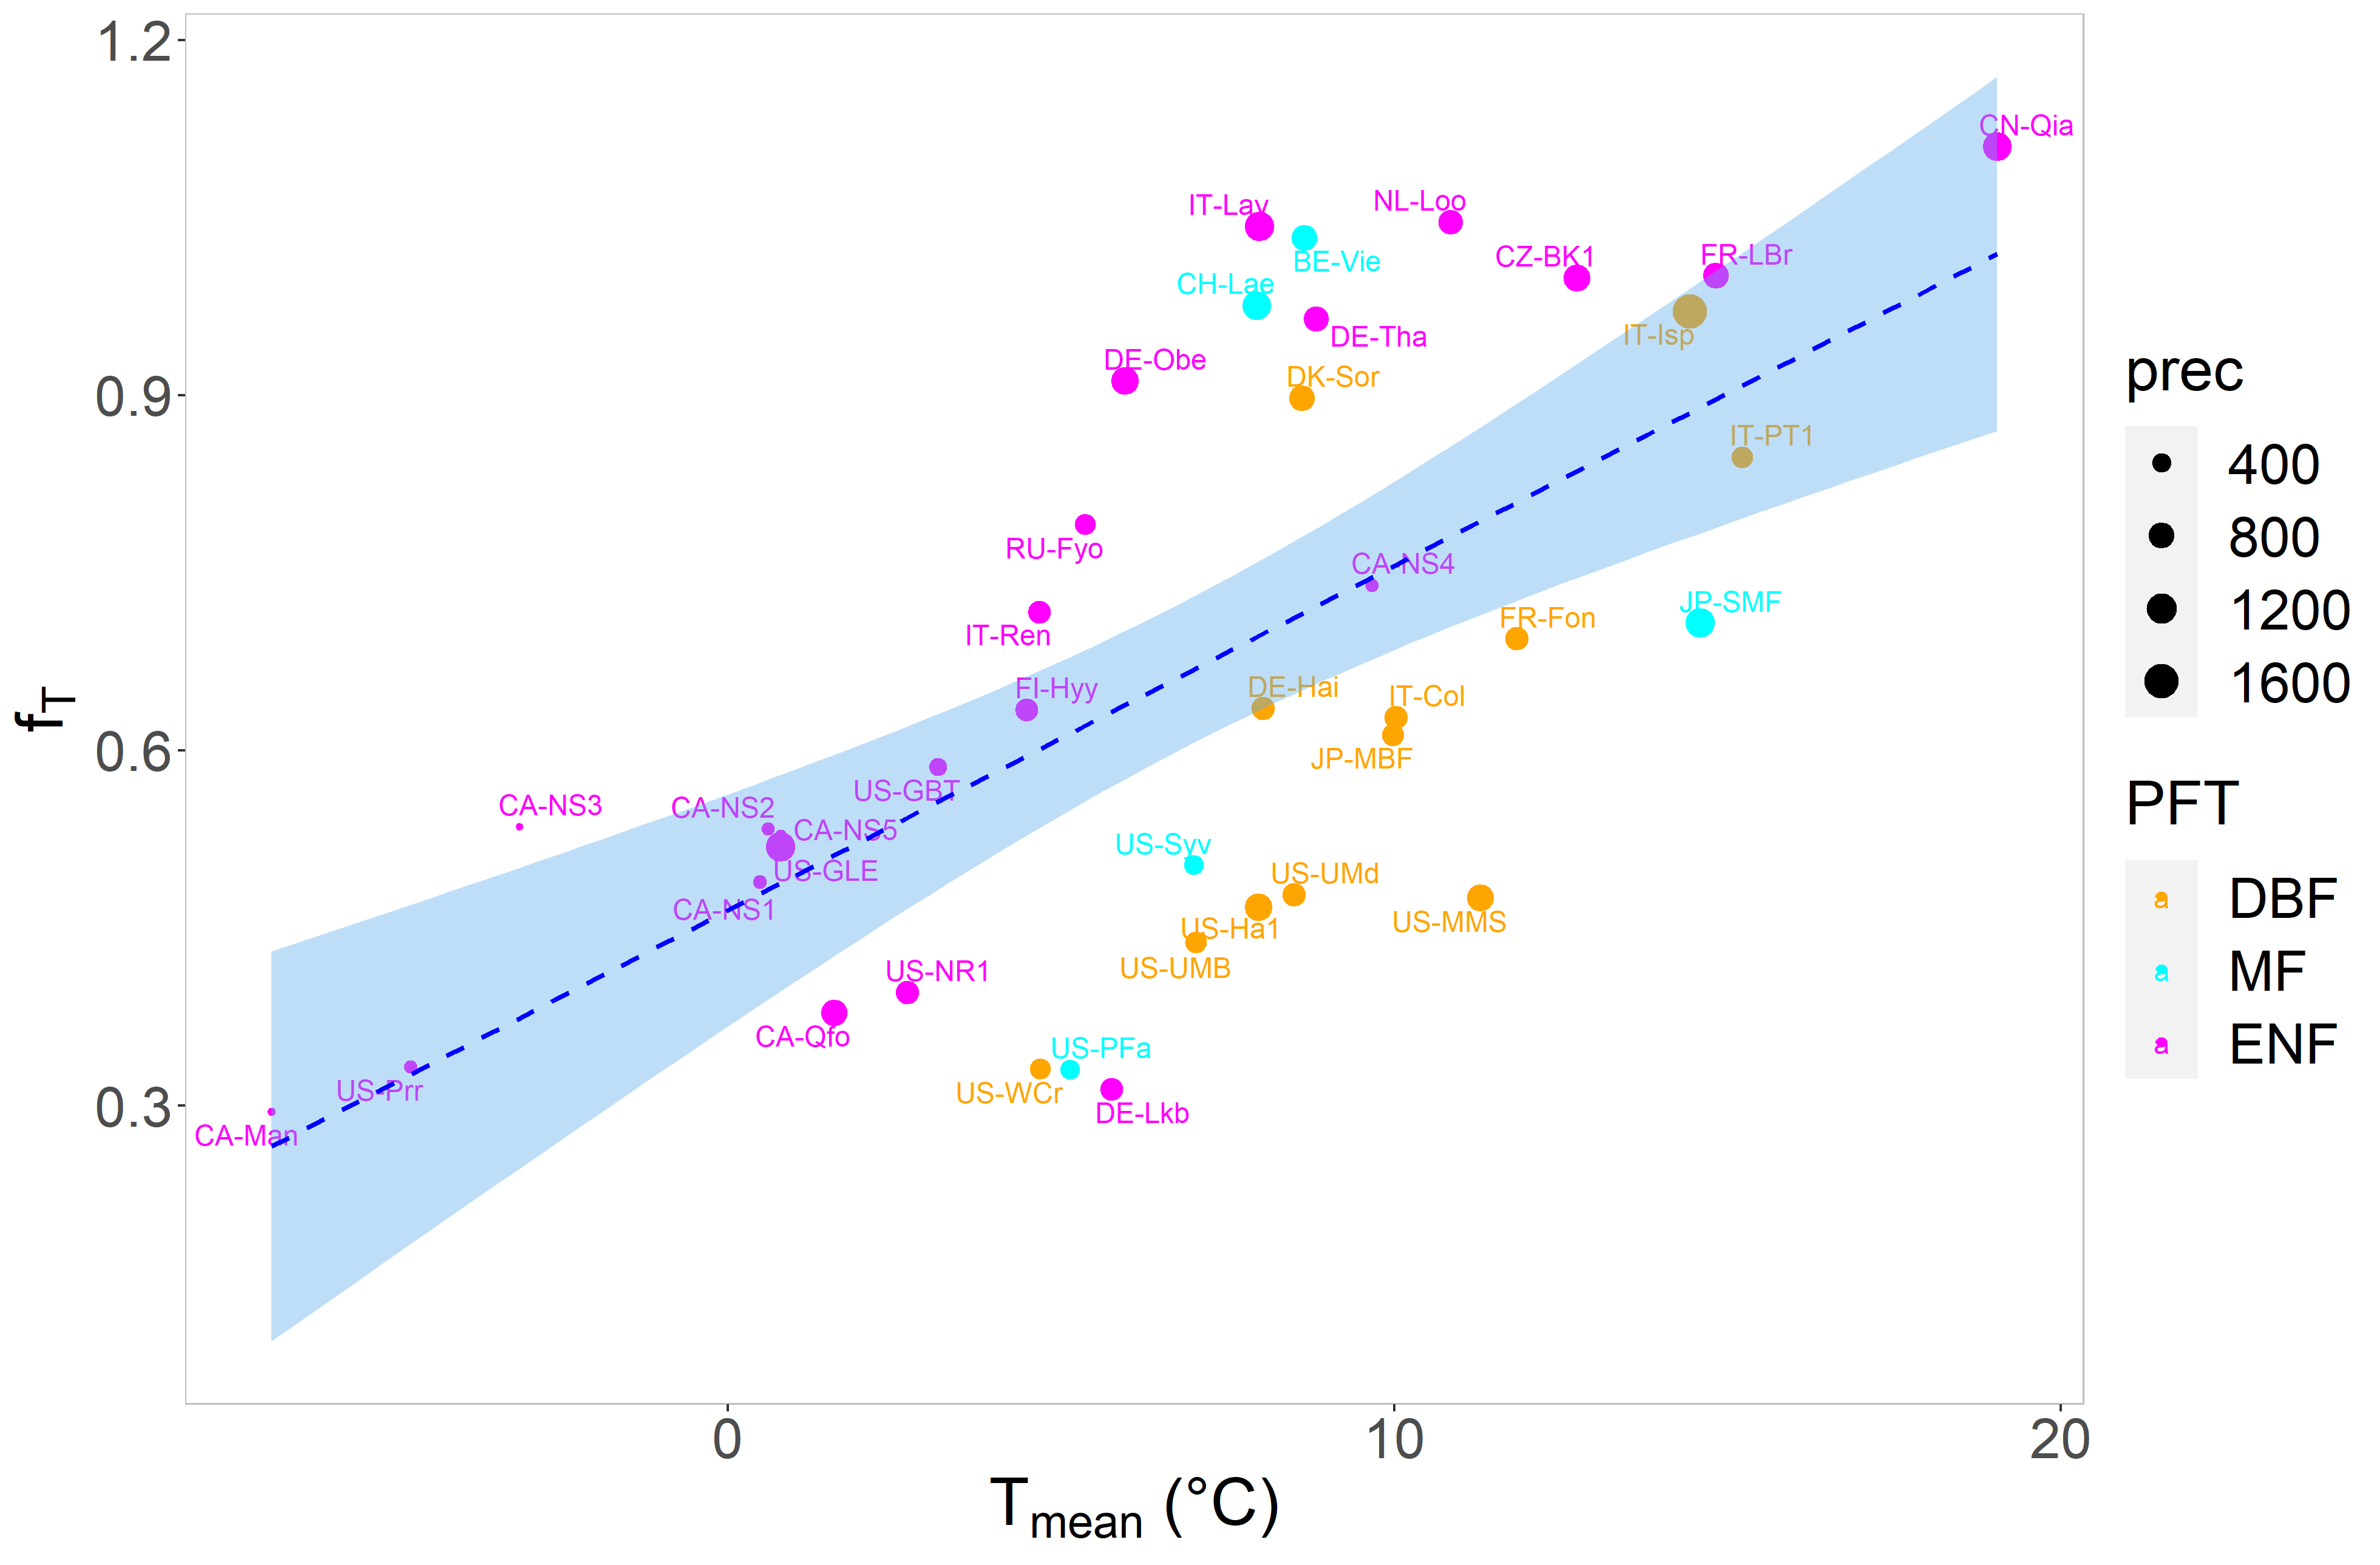 1.2
0.9
0.6
0.3
fT
0
10
20
Tmean (°C)
CN-Qia
IT-Lav
NL-Loo
BE-Vie
CZ-BK1
FR-LBr
CH-Lae
DE-Tha
IT-Isp
DE-Obe
DK-Sor
IT-PT1
RU-Fyo
CA-NS4
JP-SMF
FR-Fon
IT-Ren
FI-Hyy
DE-Hai
IT-Col
JP-MBF
US-GBT
CA-NS3
CA-NS2
CA-NS5
US-GLE
CA-NS1
US-Syv
US-UMd
US-Ha1
US-MMS
US-UMB
US-NR1
CA-Qfo
US-PFa
US-WCr
DE-Lkb
US-Prr
CA-Man
prec
400
800
1200
1600
PFT
a DBF
a MF
a ENF